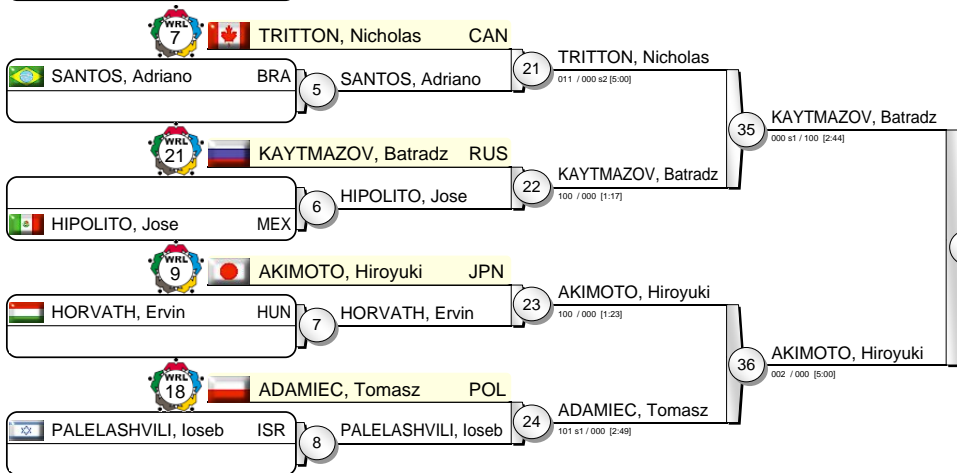 WRL
7
TRITTON, Nicholas CAN
SANTOS, Adriano BRA
5
SANTOS, Adriano
21
TRITTON, Nicholas
011 / 000 s2 [5:00]
35
KAYTMAZOV, Batradz
000 s1 / 100 [2:44]
WRL
21
KAYTMAZOV, Batradz RUS
HIPOLITO, Jose MEX
6
HIPOLITO, Jose
22
KAYTMAZOV, Batradz
100 / 000 [1:17]
WRL
9
AKIMOTO, Hiroyuki JPN
HORVATH, Ervin HUN
7
HORVATH, Ervin
23
AKIMOTO, Hiroyuki
100 / 000 [1:23]
36
AKIMOTO, Hiroyuki
002 / 000 [5:00]
WRL
18
ADAMIEC, Tomasz POL
PALELASHVILI, Ioseb ISR
8
PALELASHVILI, Ioseb
24
ADAMIEC, Tomasz
101 s1 / 000 [2:49]